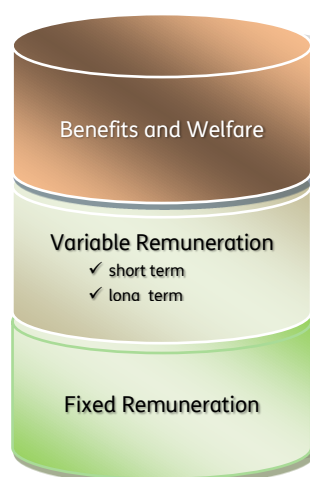 Benefits and Welfare
Variable Remuneration
✓ short term
✓ long term
Fixed Remuneration